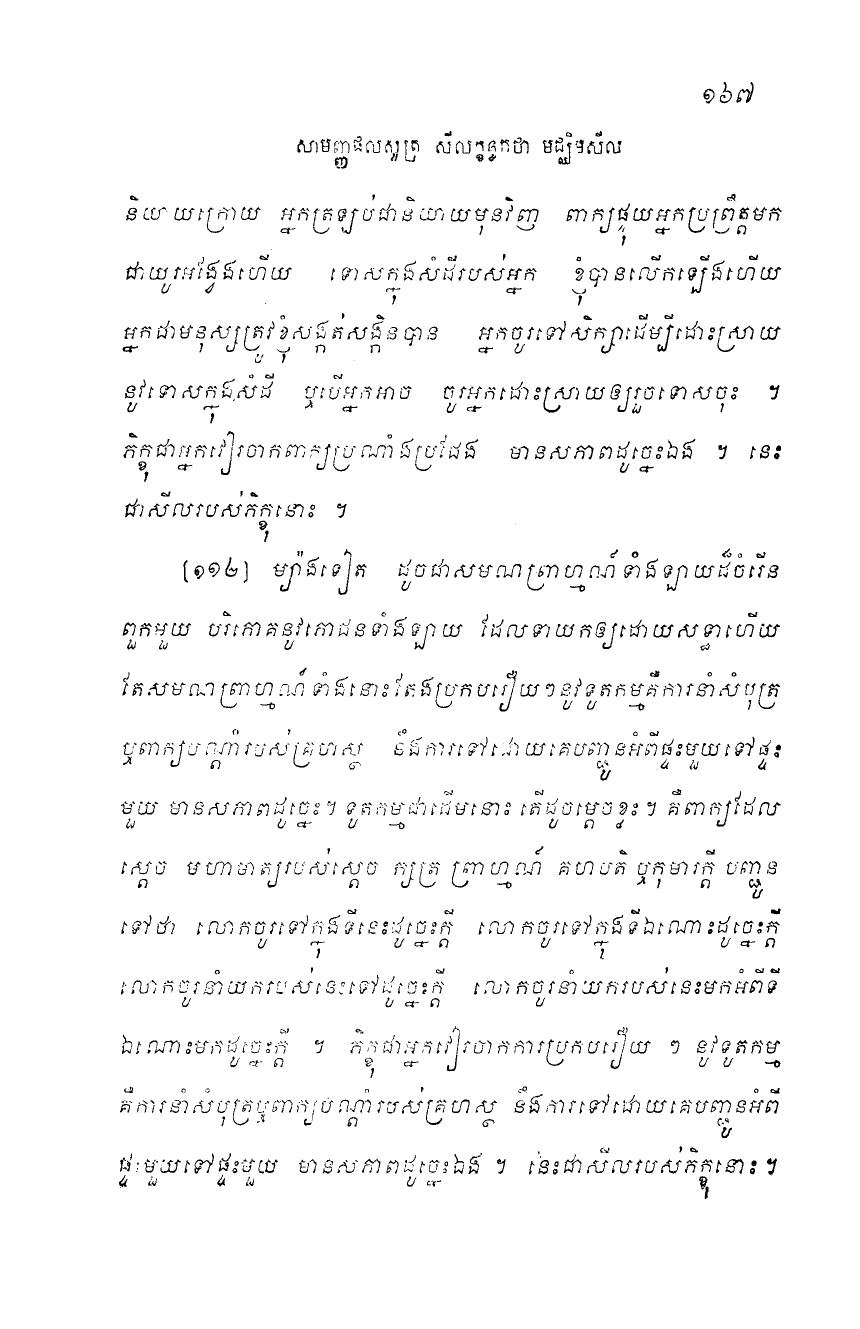 ១៦៧
សាមញ្ញផលសូត្រ សីលក្ខន្ធកថា មជ្ឈិមសីល
និយាយក្រោយ អ្នកត្រឡប់ជានិយាយមុនវិញ ពាក្យផ្ទុយអ្នកប្រព្រឹត្តមក
ជាយូរអង្វែងហើយ ទោសក្នុងសំដីរបស់អ្នក ខ្ញុំបានលើកឡើងហើយ
អ្នកជាមនុស្សត្រូវខ្ញុំសង្កត់សង្កិនបាន អ្នកចូរទៅសិក្សាដើម្បីដោះស្រាយ
នូវទោសក្នុងសំដី ឬបើអ្នកអាច ចូរអ្នកដោះស្រាយឲ្យរួចទោសចុះ ។
ភិក្ខុជាអ្នកវៀរចាកពាក្យប្រណាំងប្រជែង មានសភាពដូច្នេះឯង ។ នេះ
ជាសីលរបស់ភិក្ខុនោះ ។
[១១៤] ម្យ៉ាងទៀត ដូចជាសមណព្រាហ្មណ៍ទាំងឡាយដ៏ចំរើន
ពួកមួយ បរិភោគនូវភោជនទាំងឡាយ ដែលទាយកឲ្យដោយសទ្ធាហើយ
តែសមណព្រាហ្មណ៍ទាំងនោះតែងប្រកបរឿយៗនូវទូតកម្មគឺការនាំសំបុត្រ
ឬពាក្យបណ្តាំរបស់គ្រហស្ថ នឹងការទៅដោយគេបញ្ជូនអំពីផ្ទះមួយទៅផ្ទះ
មួយ មានសភាពដូច្នេះ។ ទូតកម្មជាដើមនោះ តើដូចម្តេចខ្លះ។ គឺពាក្យដែល
ស្តេច មហាមាត្យរបស់ស្តេច ក្សត្រ ព្រាហ្មណ៍ គហបតិ ឬកុមារក្តី បញ្ជូន
ទៅថា លោកចូរទៅក្នុងទីនេះដូច្នេះក្តី លោកចូរទៅក្នុងទីឯណោះដូច្នេះក្តី
លោកចូរនាំយករបស់នេះទៅដូច្នេះក្តី លោកចូរនាំយករបស់នេះមកអំពីទី
ឯណោះមកដូច្នេះក្តី ។ ភិក្ខុជាអ្នកវៀរចាកការប្រកបរឿយ ៗ នូវទូតកម្ម
គឺការនាំសំបុត្រឬពាក្យបណ្តាំរបស់គ្រហស្ថ នឹងការទៅដោយគេបញ្ជូនអំពី
ផ្ទះមួយទៅផ្ទះមួយ មានសភាពដូច្នេះឯង ។ នេះជាសីលរបស់ភិក្ខុនោះ ។